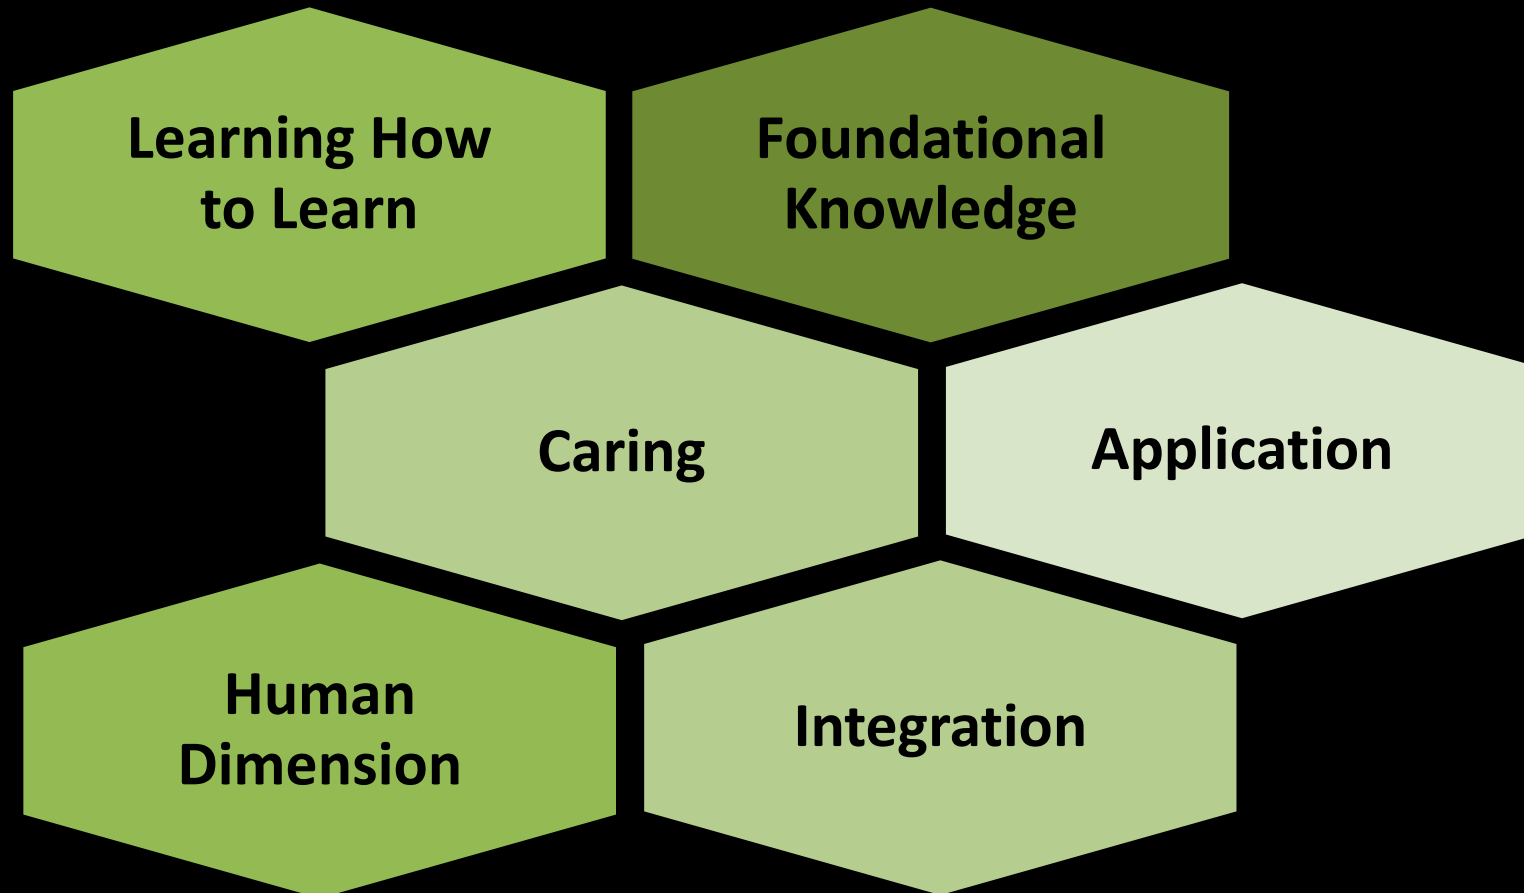 Learning How
to Learn
Foundational
Knowledge
Caring
Application
Human
Dimension
Integration